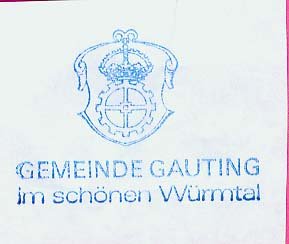 GEMEINDE GAUTING
im schönen Würmtal